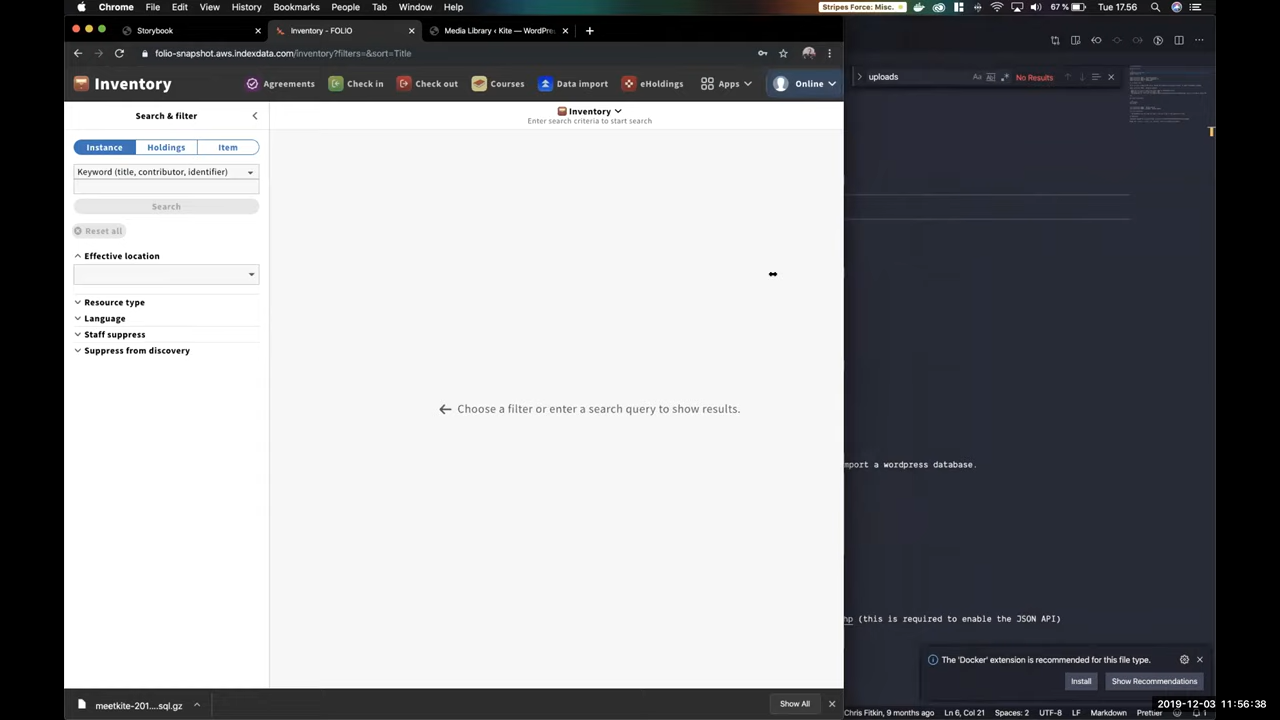 Chrome File Edit View History Bookmarks People Tab Window Help
Stripes Force: Misc. 67 % Tue 17.56
Storybook
Inventory - FOLIO
Media Library ‹ Kite — WordPre
folio-snapshot.aws.indexdata.com/inventory?filters=&sort=Title
Inventory
Agreements
Check in
Check out
Courses
Data import
eHoldings
Apps
Online
uploads
Aa
No Results
Search & filter
Inventory
Enter search criteria to start search
Instance Holdings Item
Keyword (title, contributor, identifier)
Search
Reset all
Effective location
Resource type
Language
Staff suppress
Suppress from discovery
Choose a filter or enter a search query to show results.
mport a wordpress database.
hp (this is required to enable the JSON API)
The 'Docker' extension is recommended for this file type.
Install
Show Recommendations
meetkite-201....sql.gz
Show All
2019-12-03 11:56:38
Chris Fitkin, 9 months ago Ln 6, Col 21 Spaces: 2 UTF-8 LF Markdown Prettier